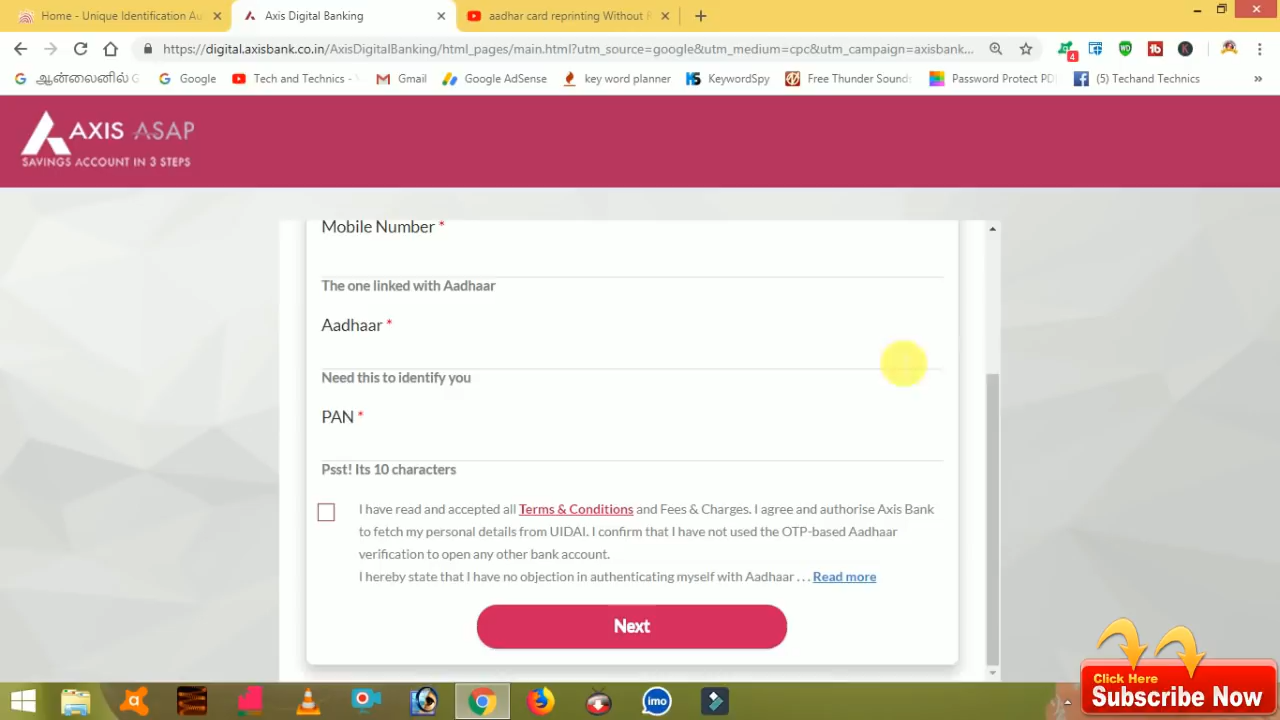 Home - Unique Identification Au
Axis Digital Banking
aadhar card reprinting Without R
https://digital.axisbank.co.in/AxisDigitalBanking/html_pages/main.html?utm_source=google&utm_medium=cpc&utm_campaign=axisbank...
4
ஆன்லைனில் G
Google
Tech and Technics -
Gmail
Google AdSense
key word planner
KeywordSpy
Free Thunder Sound
Password Protect PD
(5) Techand Technics
»
AXIS ASAP
SAVINGS ACCOUNT IN 3 STEPS
Mobile Number *
The one linked with Aadhaar
Aadhaar *
Need this to identify you
PAN *
Psst! Its 10 characters
I have read and accepted all Terms & Conditions and Fees & Charges. I agree and authorise Axis Bank
to fetch my personal details from UIDAI. I confirm that I have not used the OTP-based Aadhaar
verification to open any other bank account.
I hereby state that I have no objection in authenticating myself with Aadhaar . . . Read more
Next
imo
Click Here
Subscribe Now